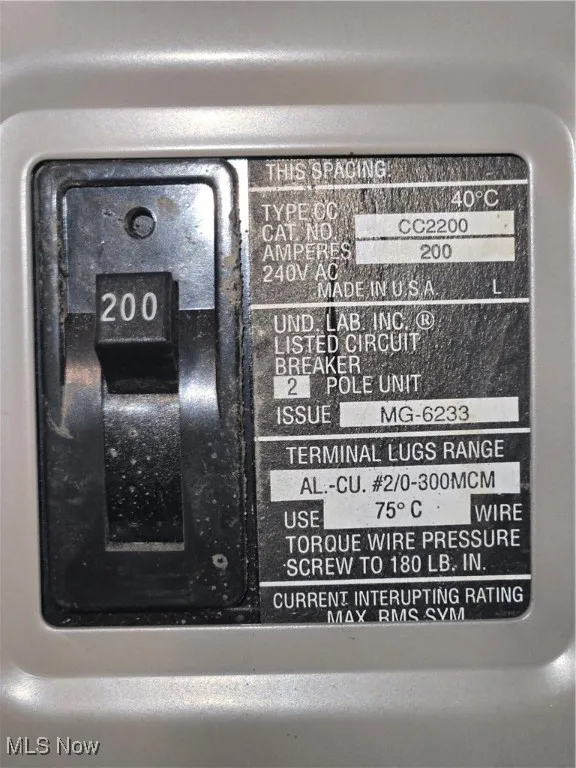 200
THIS SPACING
40°C
TYPE CC
CAT. NO. CC2200
AMPERES 200
240V AC
MADE IN U.S.A. L
UND. LAB. INC. ®
LISTED CIRCUIT
BREAKER
2 POLE UNIT
ISSUE MG-6233
TERMINAL LUGS RANGE
AL.-CU. #2/0-300MCM
USE 75° C WIRE
TORQUE WIRE PRESSURE
SCREW TO 180 LB. IN.
CURRENT INTERUPTING RATING
MAX. RMS SYM
MLS Now